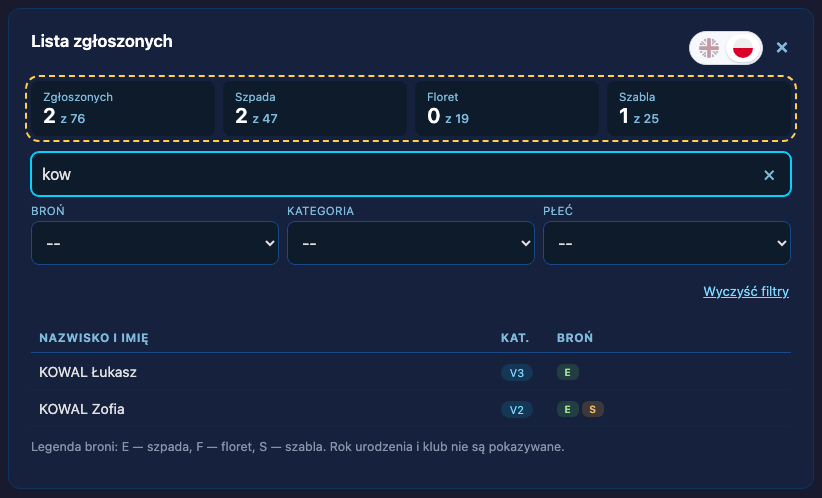 Lista zgłoszonych
×
Zgłoszonych Szpada Floret Szabla
2 z 76 2 z 47 0 z 19 1 z 25
kow ×
BROŃ KATEGORIA PŁEĆ
-- -- --
Wyczyść filtry
NAZWISKO I IMIĘ KAT. BROŃ
KOWAL Łukasz V3 E
KOWAL Zofia V2 E S
Legenda broni: E — szpada, F — floret, S — szabla. Rok urodzenia i klub nie są pokazywane.